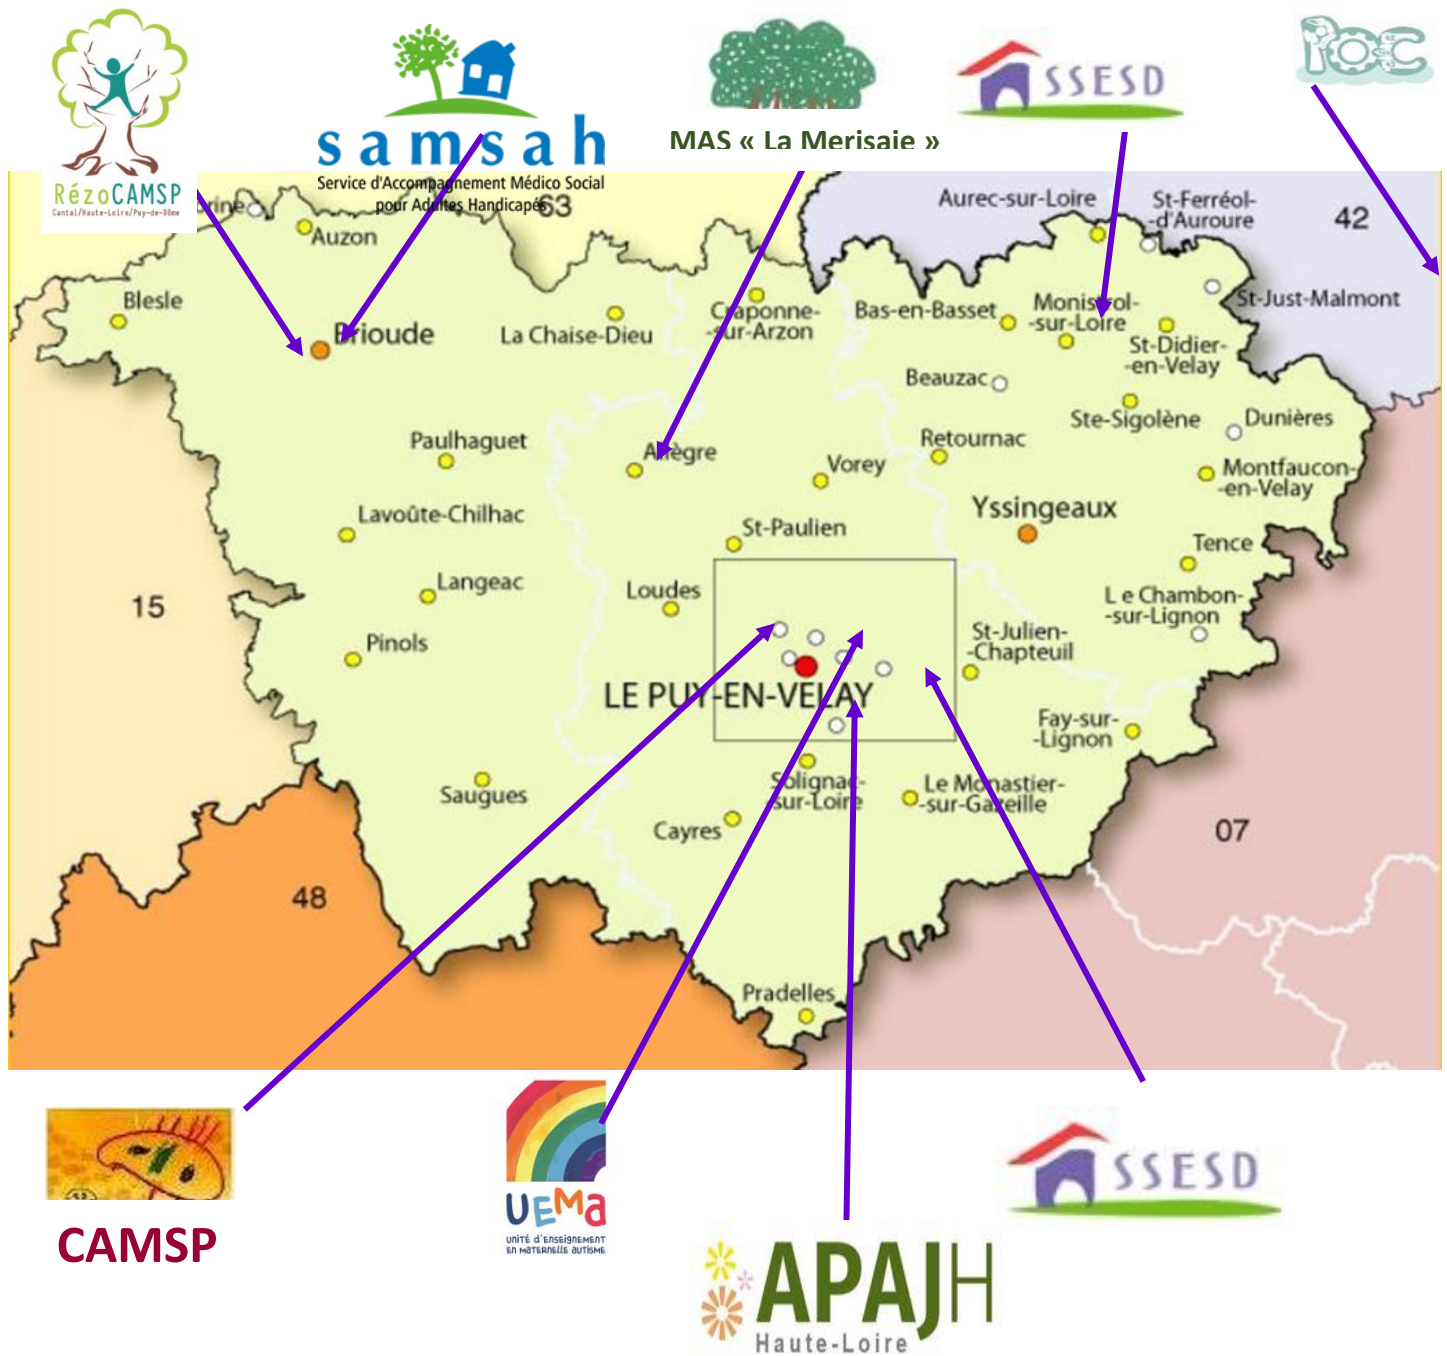 RézoCAMSP
Cantal/Haute-Loire/Puy-de-Dôme
samsah
Service d'Accompagnement Médico Social
pour Adultes Handicapés
MAS « La Merisaie »
SSESD
POC
63
42
15
48
07
Auzon
Blesle
Brioude
La Chaise-Dieu
Craponne-
-sur-Arzon
Aurec-sur-Loire
St-Ferréol-
-d'Auroure
St-Just-Malmont
Bas-en-Basset
Monistrol-
-sur-Loire
St-Didier-
-en-Velay
Beauzac
Ste-Sigolène
Dunières
Retournac
Montfaucon-
-en-Velay
Paulhaguet
Allègre
Vorey
Yssingeaux
Lavoûte-Chilhac
St-Paulien
Tence
Langeac
Loudes
Le Chambon-
-sur-Lignon
Pinols
St-Julien-
-Chapteuil
LE PUY-EN-VELAY
Fay-sur-
-Lignon
Saugues
Solignac-
-sur-Loire
Le Monastier-
-sur-Gazeille
Cayres
Pradelles
CAMSP
UEMa
UNITÉ D'ENSEIGNEMENT
EN MATERNELLE AUTISME
SSESD
APAJH
Haute-Loire